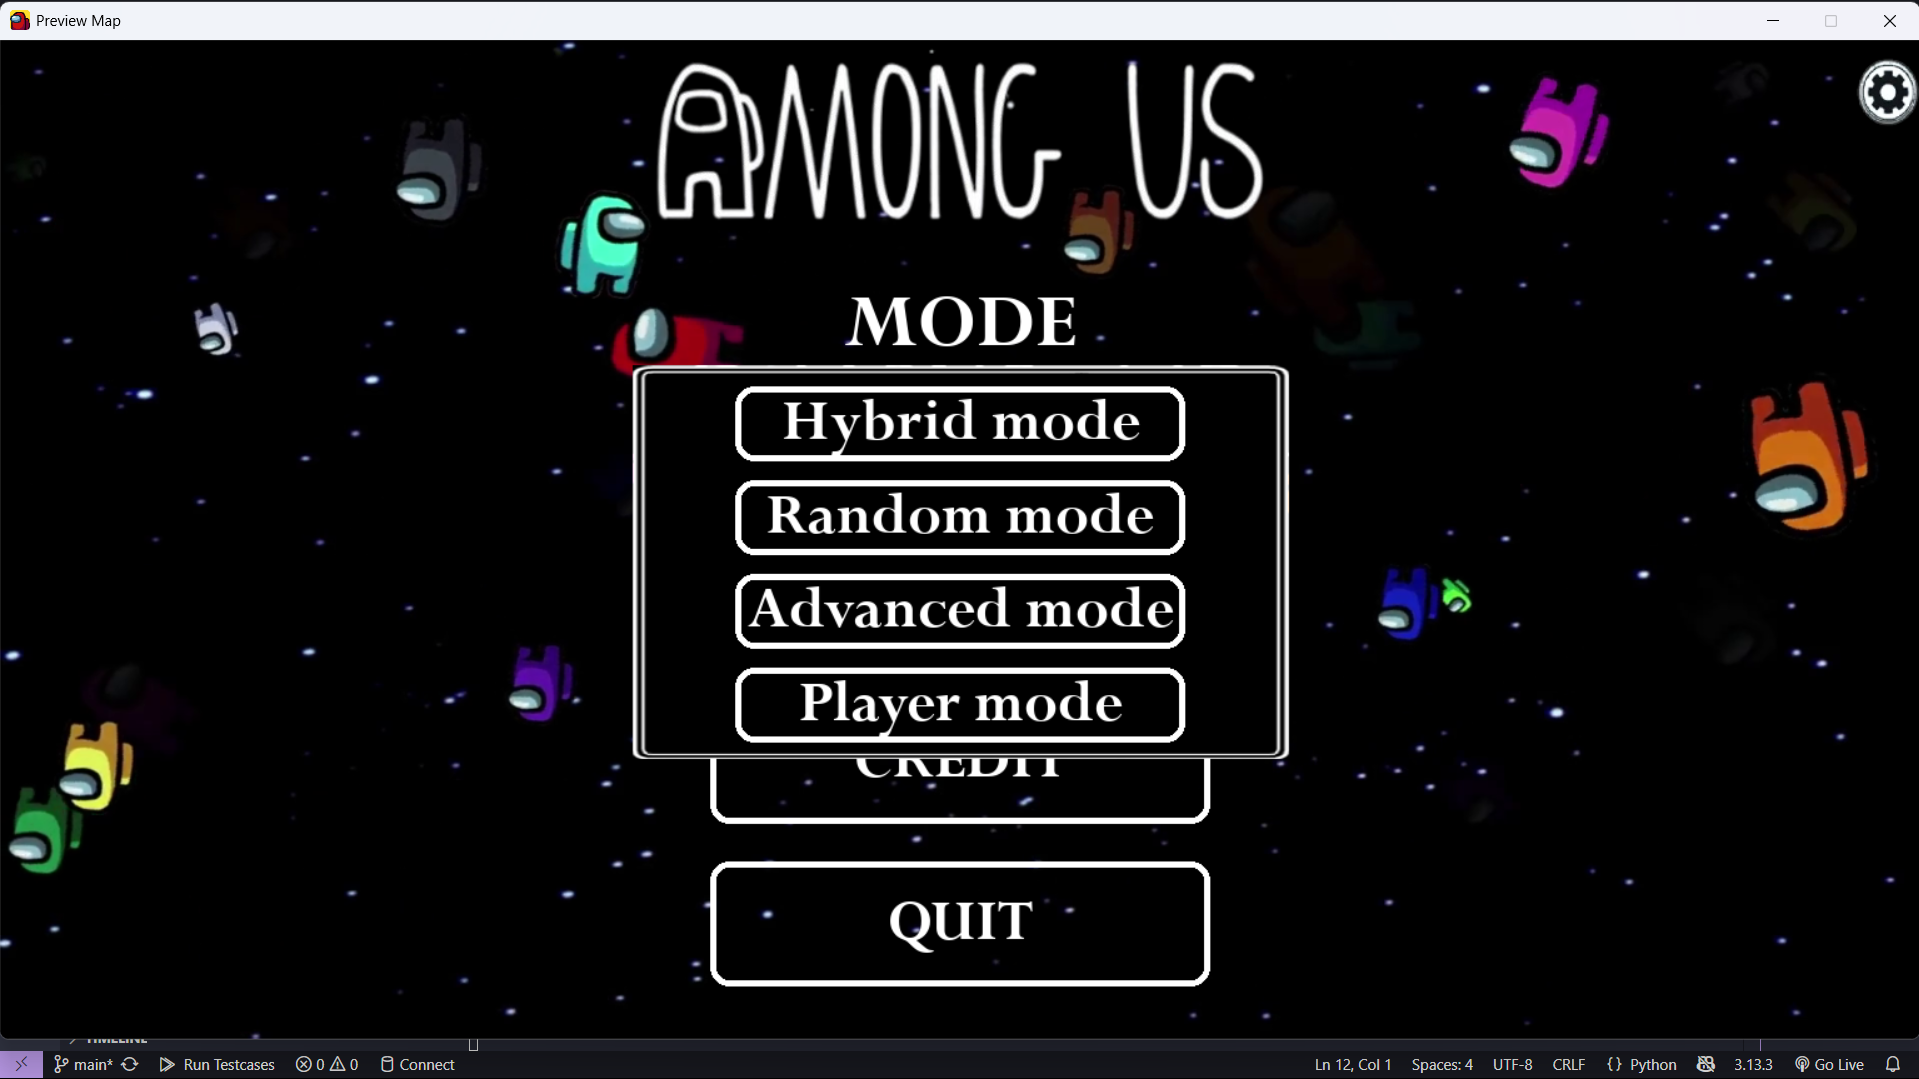 Preview Map
AMONG US
MODE
Hybrid mode
Random mode
Advanced mode
Player mode
CREDIT
QUIT
TIMELINE
main* Run Testcases 0 0 Connect Ln 12, Col 1 Spaces: 4 UTF-8 CRLF {} Python 3.13.3 Go Live